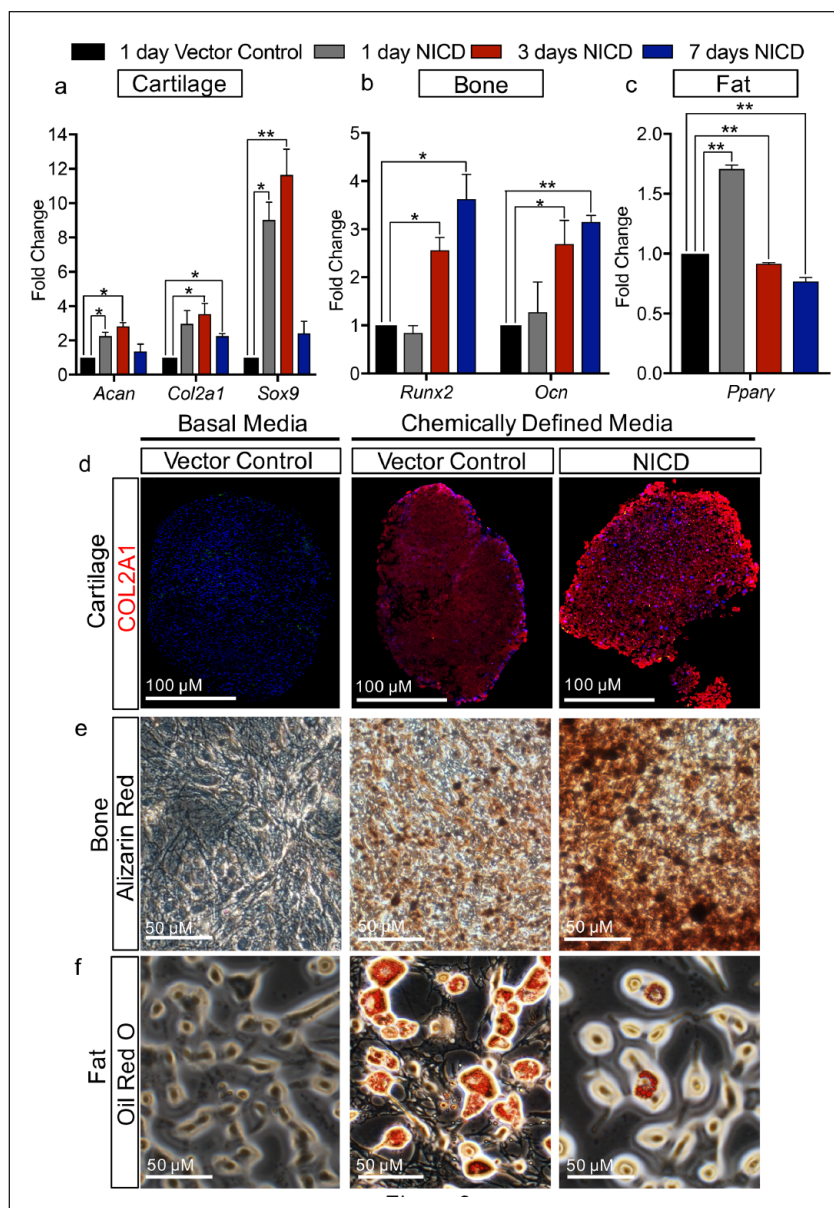 1 day Vector Control 1 day NICD 3 days NICD 7 days NICD
a Cartilage b Bone c Fat
Fold Change
14
12
10
8
6
4
2
0
* * * * * **
Acan Col2a1 Sox9
Fold Change
5
4
3
2
1
0
* * * **
Runx2 Ocn
Fold Change
2.0
1.5
1.0
0.5
0.0
** ** **
Pparγ
Basal Media Chemically Defined Media
Vector Control Vector Control NICD
d
Cartilage
COL2A1
100 µM 100 µM 100 µM
e
Bone
Alizarin Red
50 µM 50 µM 50 µM
f
Fat
Oil Red O
50 µM 50 µM 50 µM